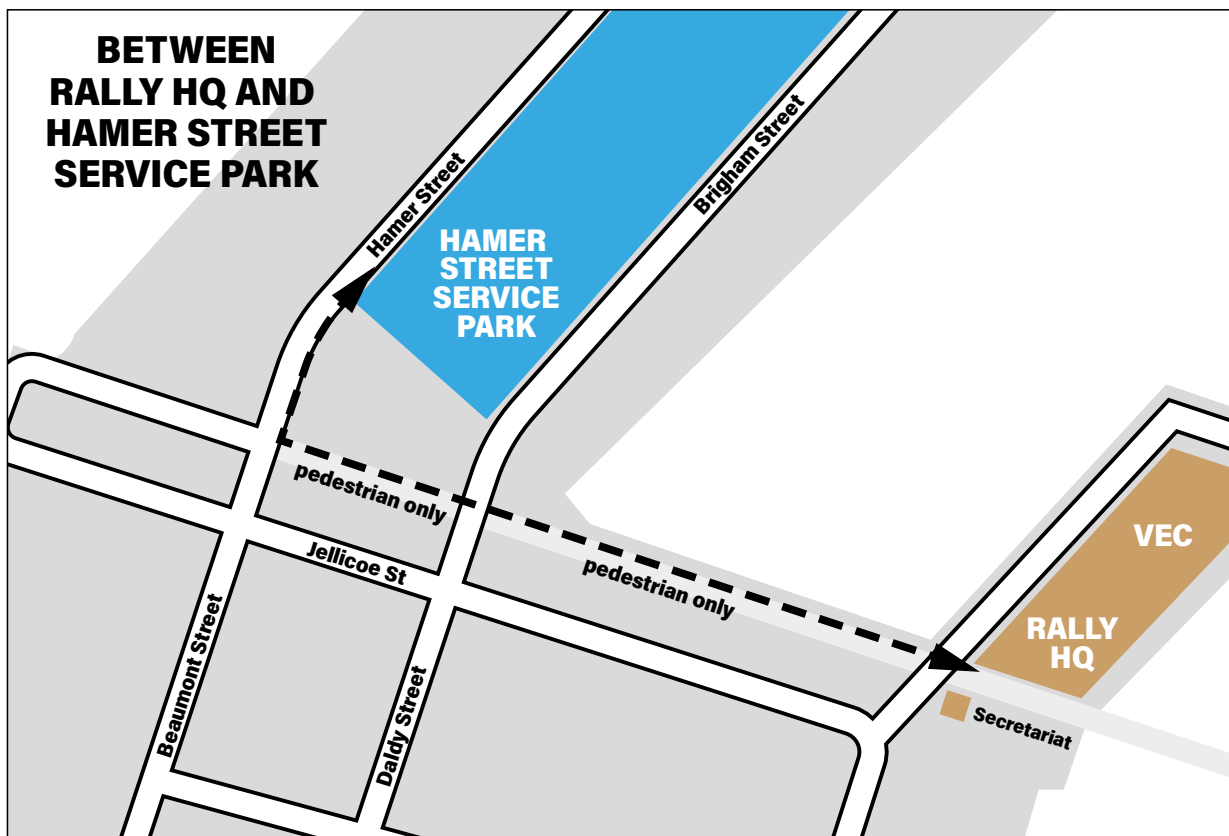 BETWEEN
RALLY HQ AND
HAMER STREET
SERVICE PARK
Hamer Street
Brigham Street
HAMER
STREET
SERVICE
PARK
pedestrian only
Jellicoe St
pedestrian only
VEC
RALLY
HQ
Beaumont Street
Daldy Street
Secretariat